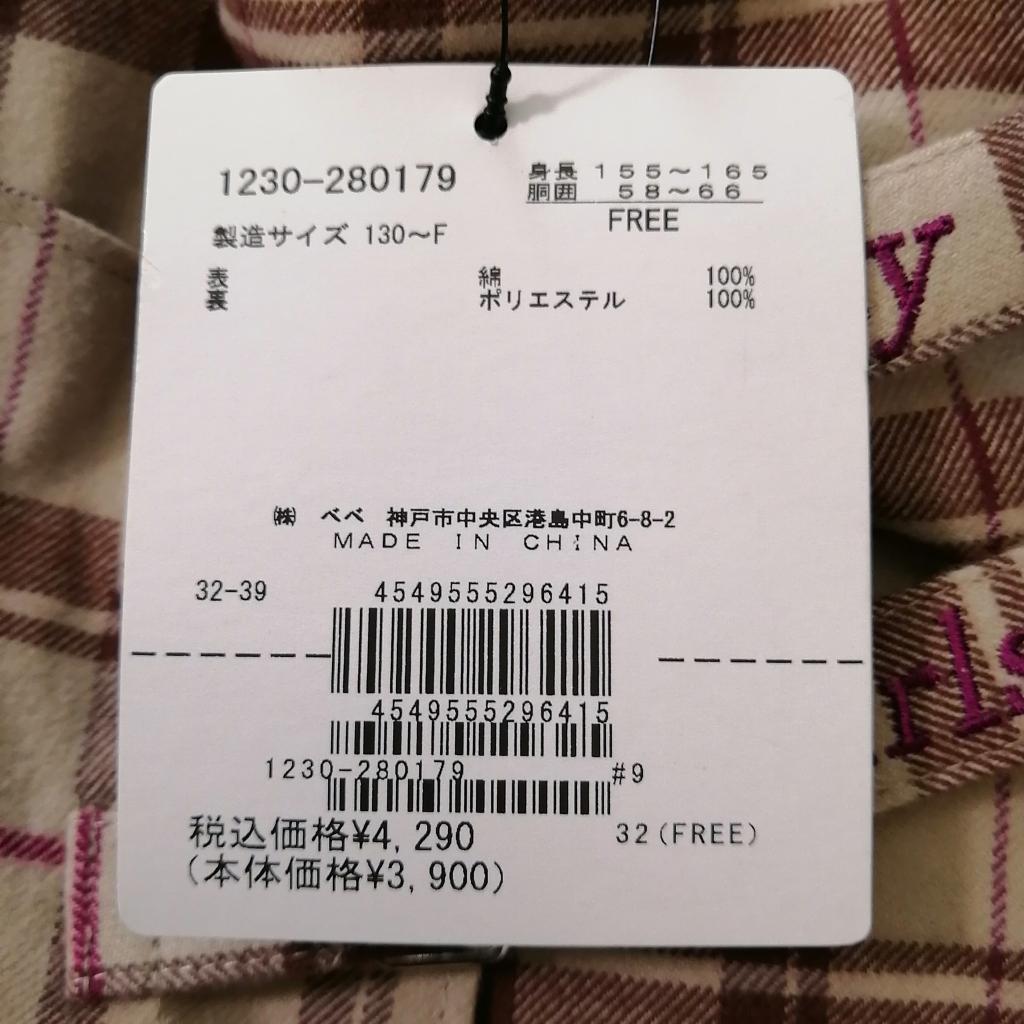 1230-280179
身長 155～165
胴囲 58～66
FREE
製造サイズ 130～F
表 綿 100%
裏 ポリエステル 100%
㈱ べべ 神戸市中央区港島中町6-8-2
MADE IN CHINA
32-39
4549555296415
4549555296415
1230-280179 #9
税込価格¥4,290
32(FREE)
(本体価格¥3,900)
y
rls